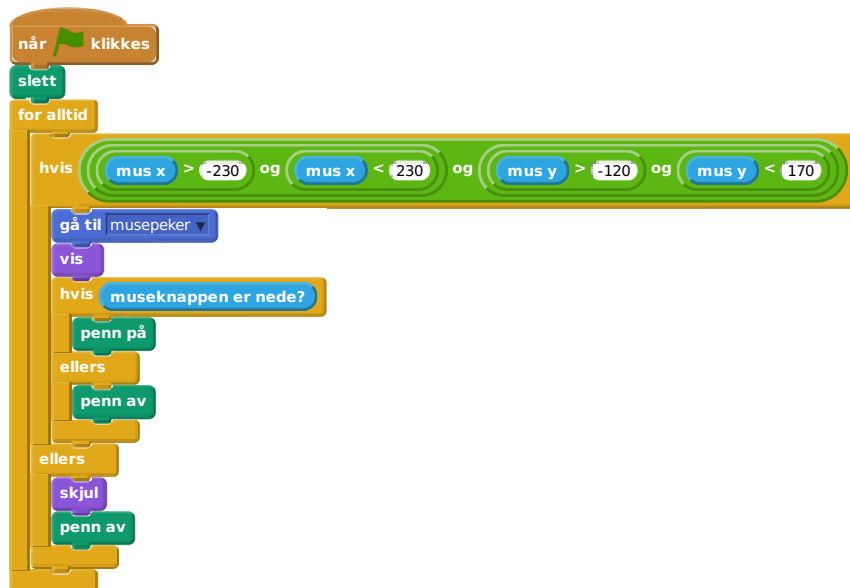 når klikkes
slett
for alltid
hvis mus x > -230 og mus x < 230 og mus y > -120 og mus y < 170
gå til musepeker
vis
hvis museknappen er nede?
penn på
ellers
penn av
ellers
skjul
penn av